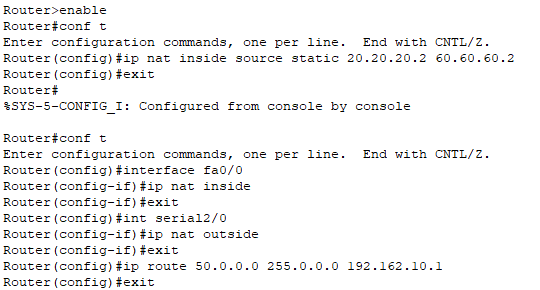 Router>enable
Router#conf t
Enter configuration commands, one per line.  End with CNTL/Z.
Router(config)#ip nat inside source static 20.20.20.2 60.60.60.2
Router(config)#exit
Router#
%SYS-5-CONFIG_I: Configured from console by console

Router#conf t
Enter configuration commands, one per line.  End with CNTL/Z.
Router(config)#interface fa0/0
Router(config-if)#ip nat inside
Router(config-if)#exit
Router(config)#int serial2/0
Router(config-if)#ip nat outside
Router(config-if)#exit
Router(config)#ip route 50.0.0.0 255.0.0.0 192.162.10.1
Router(config)#exit